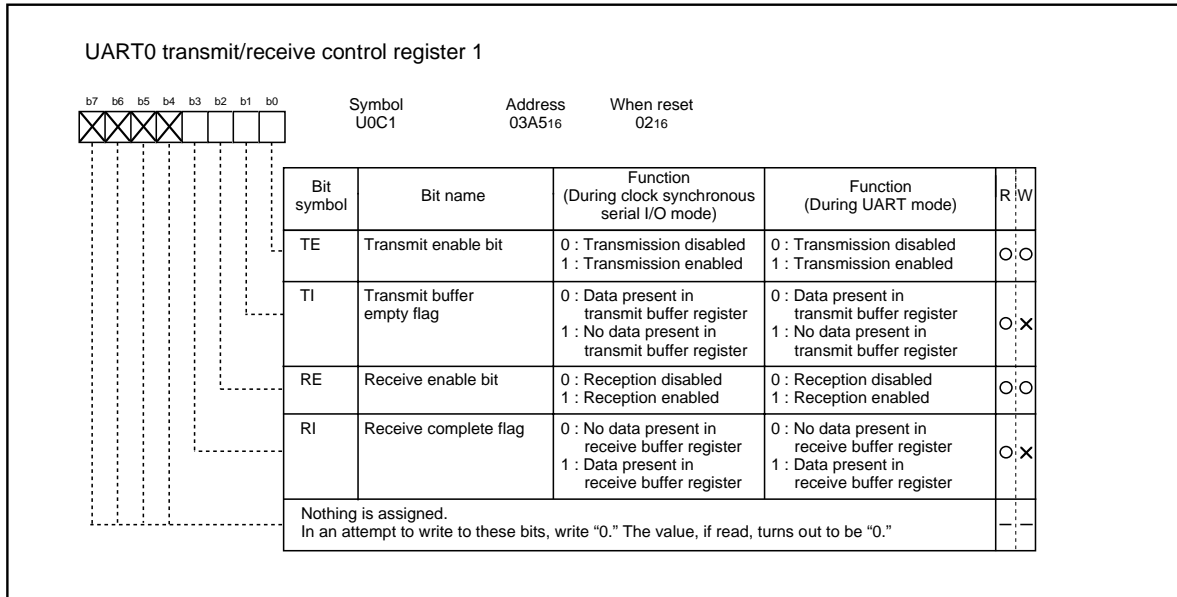 UART0 transmit/receive control register 1
b7 b6 b5 b4 b3 b2 b1 b0
Symbol Address When reset
U0C1 03A516 0216
Bit symbol Bit name Function (During clock synchronous serial I/O mode) Function (During UART mode) R W
TE Transmit enable bit 0 : Transmission disabled 0 : Transmission disabled
1 : Transmission enabled 1 : Transmission enabled
TI Transmit buffer 0 : Data present in 0 : Data present in
empty flag transmit buffer register transmit buffer register
1 : No data present in 1 : No data present in
transmit buffer register transmit buffer register
RE Receive enable bit 0 : Reception disabled 0 : Reception disabled
1 : Reception enabled 1 : Reception enabled
RI Receive complete flag 0 : No data present in 0 : No data present in
receive buffer register receive buffer register
1 : Data present in 1 : Data present in
receive buffer register receive buffer register
Nothing is assigned.
In an attempt to write to these bits, write “0.” The value, if read, turns out to be “0.”